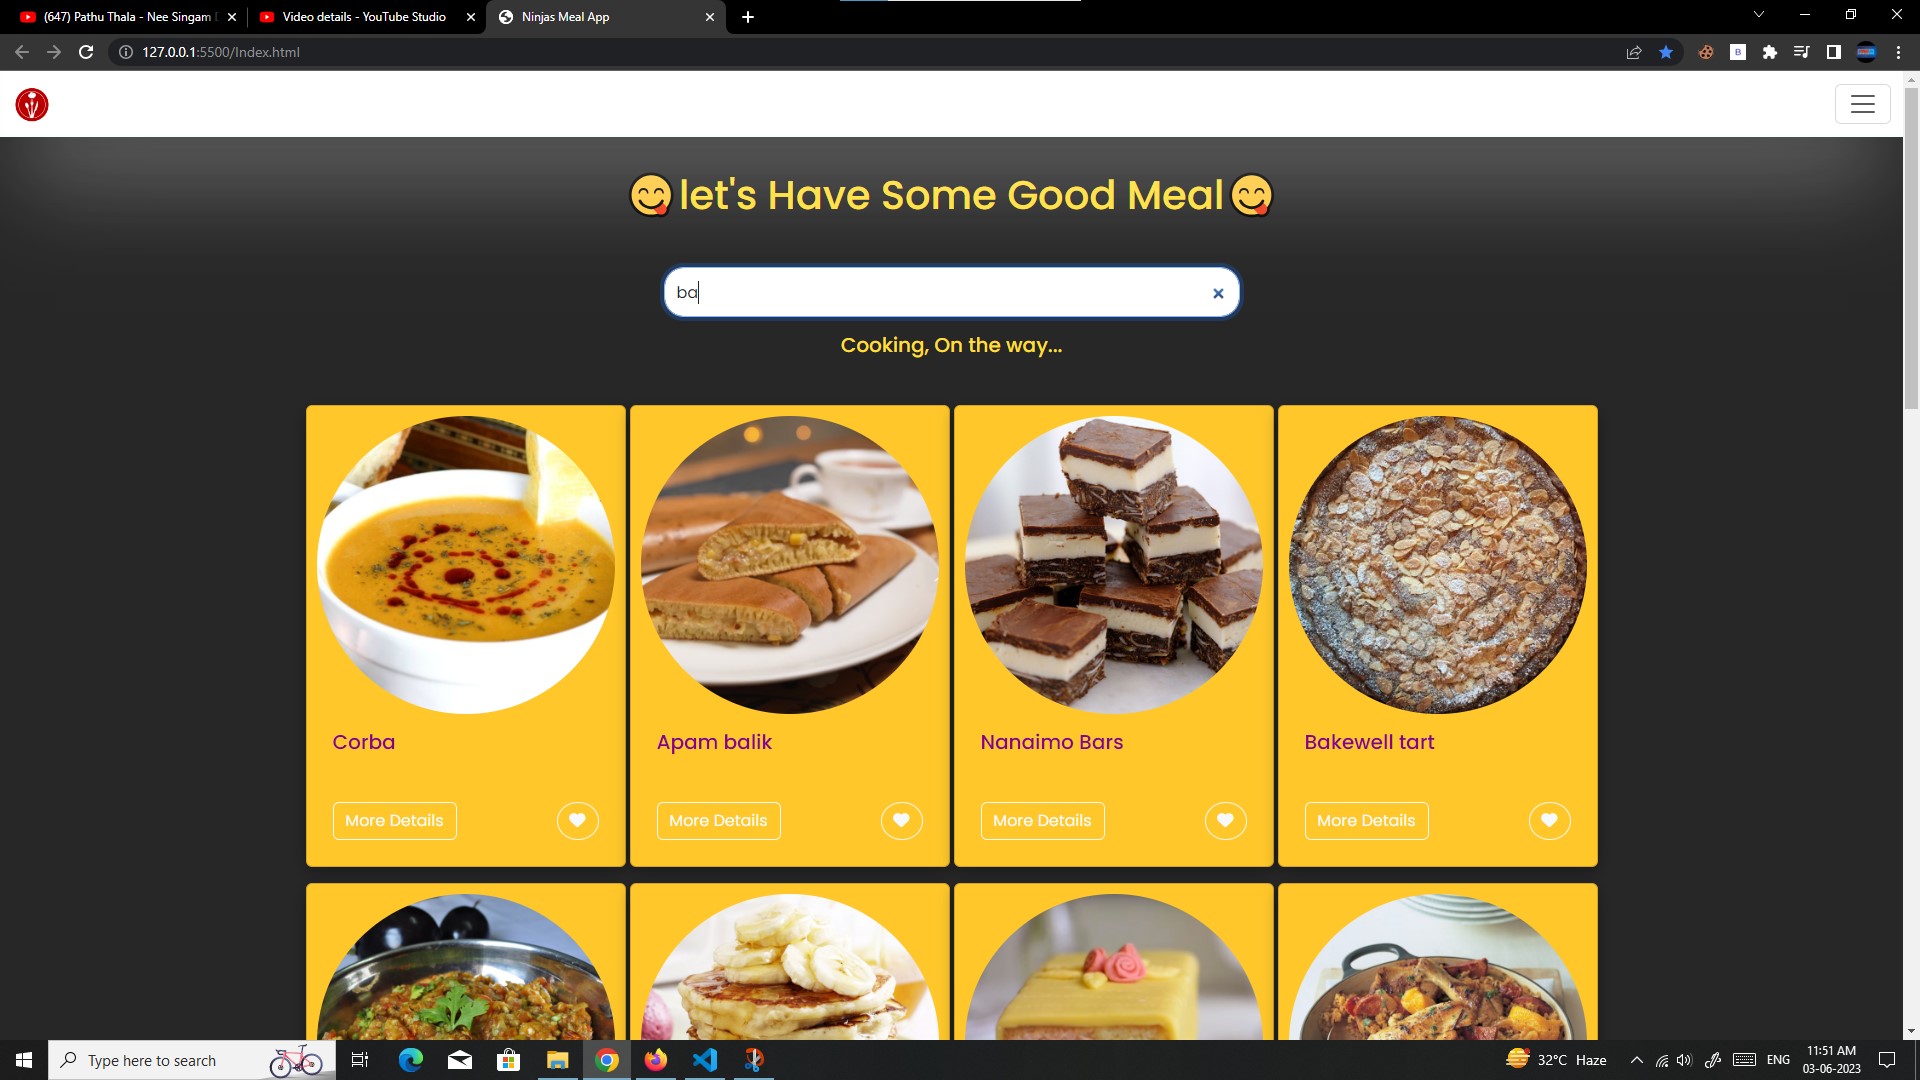 (647) Pathu Thala - Nee Singam
Video details - YouTube Studio
Ninjas Meal App
127.0.0.1:5500/Index.html
let's Have Some Good Meal
ba
Cooking, On the way...
Corba
Apam balik
Nanaimo Bars
Bakewell tart
More Details
More Details
More Details
More Details
Type here to search
32°C Haze
ENG
11:51 AM
03-06-2023